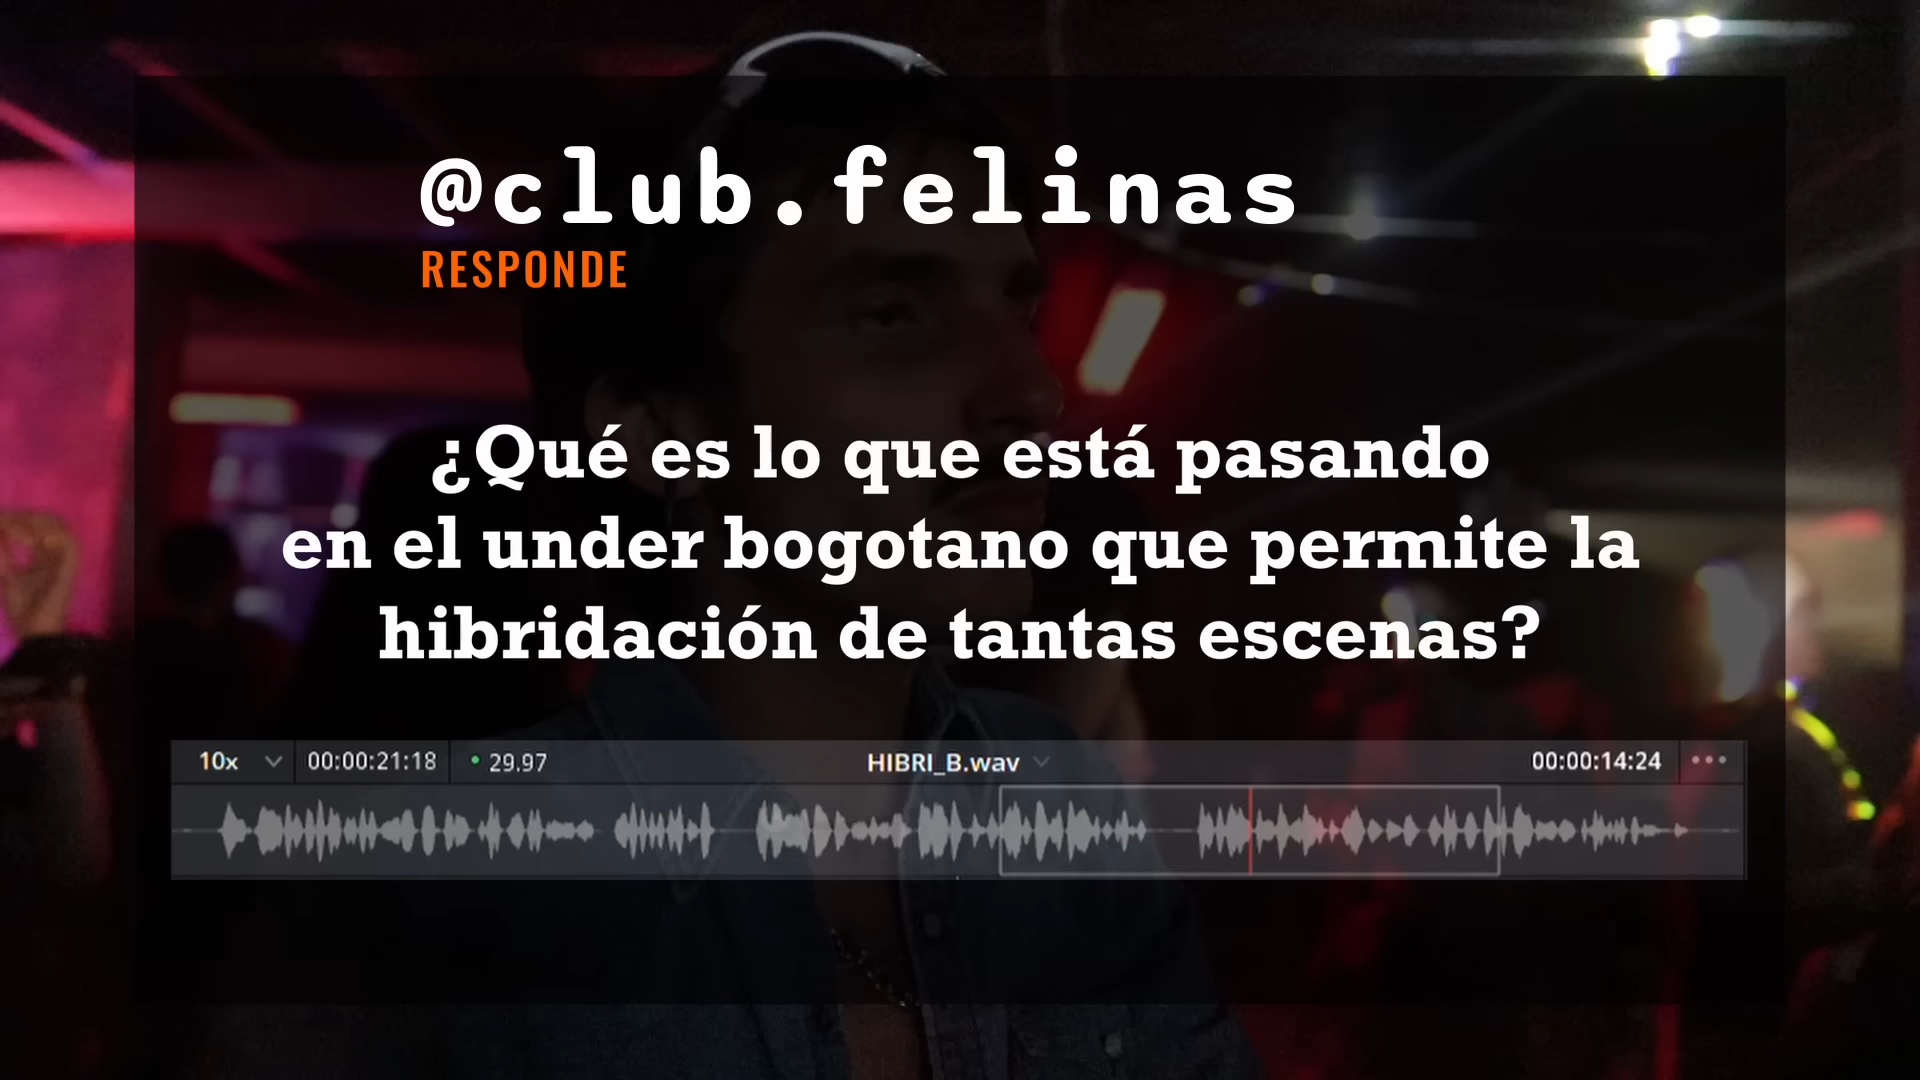 @club.felinas
RESPONDE
¿Qué es lo que está pasando
en el under bogotano que permite la
hibridación de tantas escenas?
10x 00:00:21:18 29.97 HIBRI_B.wav 00:00:14:24